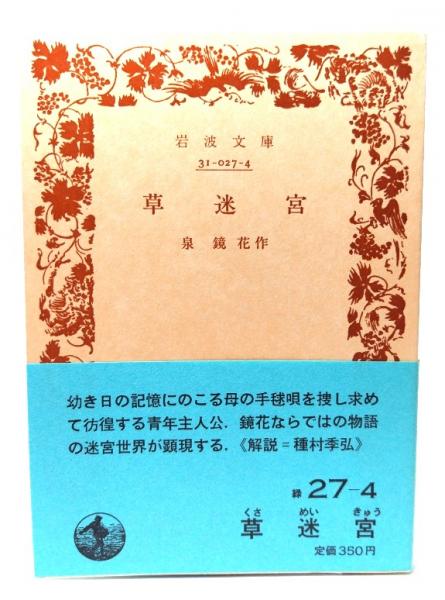 岩波文庫
31-027-4
草迷宮
泉鏡花作
幼き日の記憶にのこる母の手毬唄を捜し求め
て彷徨する青年主人公．鏡花ならではの物語
の迷宮世界が顕現する．《解説＝種村季弘》
緑 27-4
くさ めい きゅう
草迷宮
定価350円